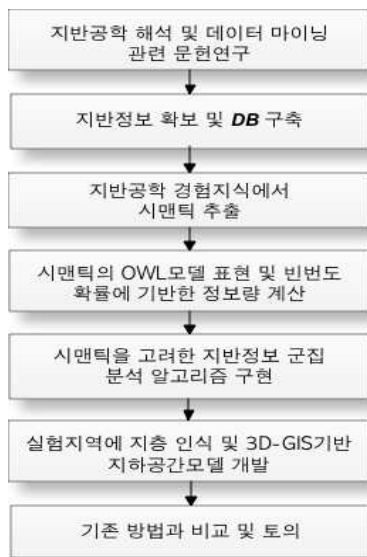 지반공학 해석 및 데이터 마이닝
관련 문헌연구
지반정보 확보 및 DB 구축
지반공학 경험지식에서
시맨틱 추출
시맨틱의 OWL모델 표현 및 빈번도
확률에 기반한 정보량 계산
시맨틱을 고려한 지반정보 군집
분석 알고리즘 구현
실험지역에 지층 인식 및 3D-GIS기반
지하공간모델 개발
기존 방법과 비교 및 토의